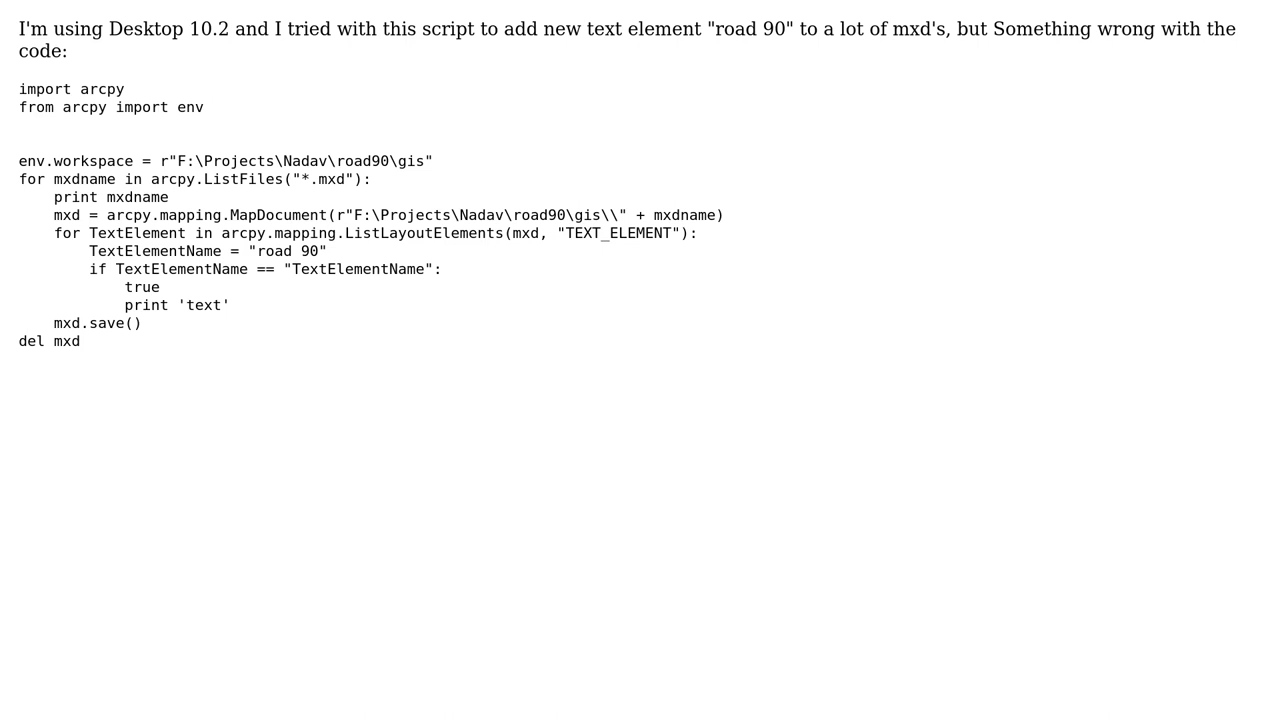 I'm using Desktop 10.2 and I tried with this script to add new text element "road 90" to a lot of mxd's, but Something wrong with the
code:
import arcpy
from arcpy import env
env.workspace = r"F:\Projects\Nadav\road90\gis"
for mxdname in arcpy.ListFiles("*.mxd"):
    print mxdname
    mxd = arcpy.mapping.MapDocument(r"F:\Projects\Nadav\road90\gis\\" + mxdname)
    for TextElement in arcpy.mapping.ListLayoutElements(mxd, "TEXT_ELEMENT"):
        TextElementName = "road 90"
        if TextElementName == "TextElementName":
            true
            print 'text'
    mxd.save()
del mxd